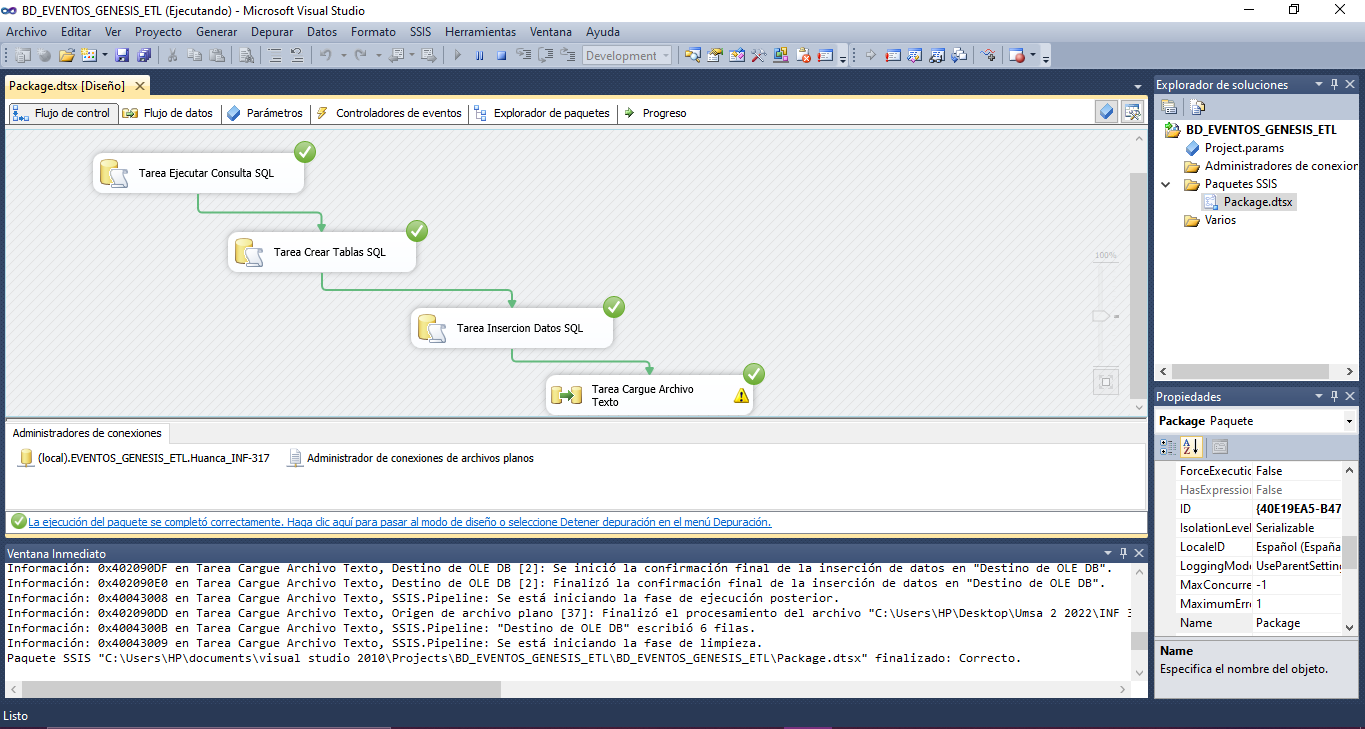 BD_EVENTOS_GENESIS_ETL (Ejecutando) - Microsoft Visual Studio
Archivo Editar Ver Proyecto Generar Depurar Datos Formato SSIS Herramientas Ventana Ayuda
Development
Package.dtsx [Diseño]
Flujo de control Flujo de datos Parámetros Controladores de eventos Explorador de paquetes Progreso
Tarea Ejecutar Consulta SQL
Tarea Crear Tablas SQL
Tarea Insercion Datos SQL
Tarea Cargue Archivo
Texto
100%
Administradores de conexiones
(local).EVENTOS_GENESIS_ETL.Huanca_INF-317 Administrador de conexiones de archivos planos
La ejecución del paquete se completó correctamente. Haga clic aquí para pasar al modo de diseño o seleccione Detener depuración en el menú Depuración.
Ventana Inmediato
Información: 0x402090DF en Tarea Cargue Archivo Texto, Destino de OLE DB [2]: Se inició la confirmación final de la inserción de datos en "Destino de OLE DB".
Información: 0x402090E0 en Tarea Cargue Archivo Texto, Destino de OLE DB [2]: Finalizó la confirmación final de la inserción de datos en "Destino de OLE DB".
Información: 0x40043008 en Tarea Cargue Archivo Texto, SSIS.Pipeline: Se está iniciando la fase de ejecución posterior.
Información: 0x402090DD en Tarea Cargue Archivo Texto, Origen de archivo plano [37]: Finalizó el procesamiento del archivo "C:\Users\HP\Desktop\Umsa 2 2022\INF 3
Información: 0x4004300B en Tarea Cargue Archivo Texto, SSIS.Pipeline: "Destino de OLE DB" escribió 6 filas.
Información: 0x40043009 en Tarea Cargue Archivo Texto, SSIS.Pipeline: Se está iniciando la fase de limpieza.
Paquete SSIS "C:\Users\HP\documents\visual studio 2010\Projects\BD_EVENTOS_GENESIS_ETL\BD_EVENTOS_GENESIS_ETL\Package.dtsx" finalizado: Correcto.
Explorador de soluciones
BD_EVENTOS_GENESIS_ETL
Project.params
Administradores de conexior
Paquetes SSIS
Package.dtsx
Varios
Propiedades
Package Paquete
ForceExecutic False
HasExpression False
ID {40E19EA5-B47
IsolationLevel Serializable
LocaleID Español (España
LoggingMode UseParentSetting
MaxConcurre -1
MaximumErr 1
Name Package
Name
Especifica el nombre del objeto.
Listo